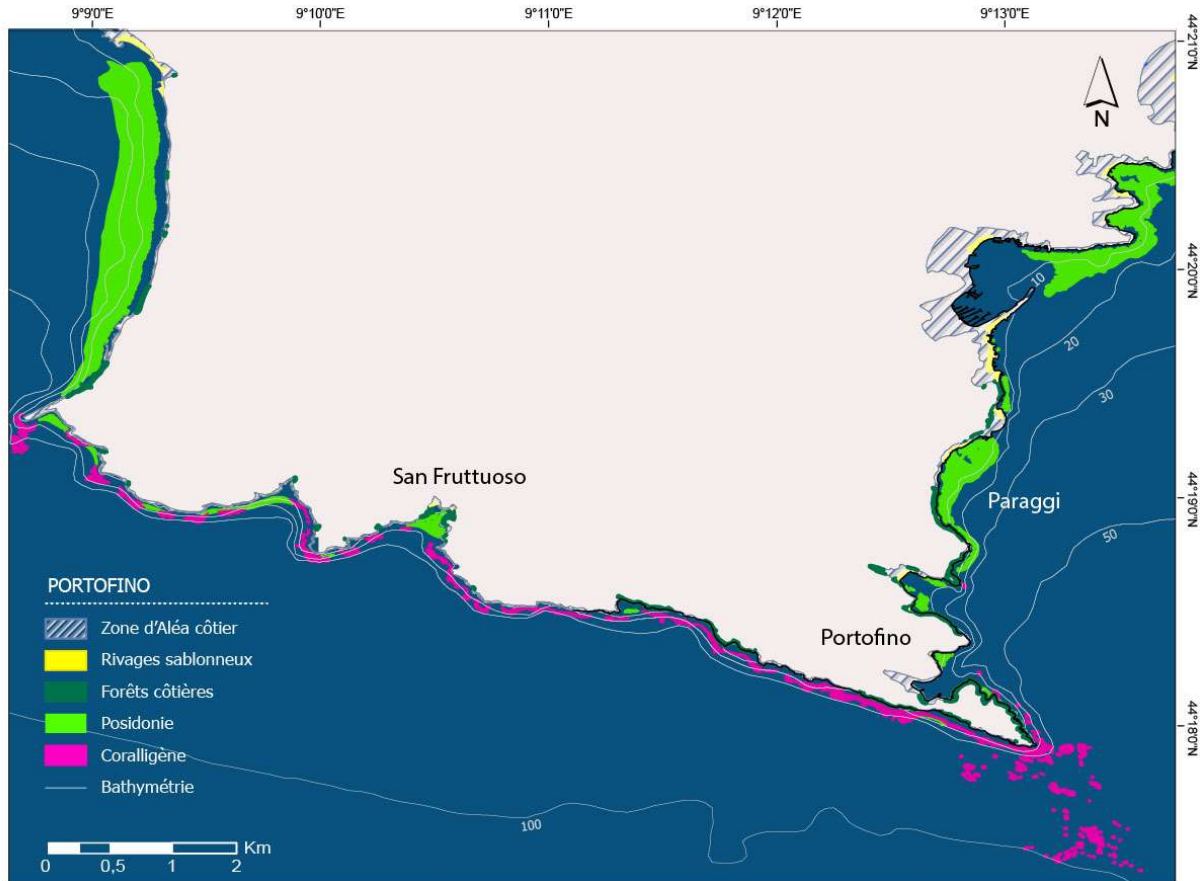 9°9'0"E 9°10'0"E 9°11'0"E 9°12'0"E 9°13'0"E
44°21'0"N
N
44°20'0"N
10
20
30
San Fruttuoso
Paraggi
44°19'0"N
50
PORTOFINO
Zone d'Aléa côtier
Portofino
Rivages sablonneux
Forêts côtières
Posidonie
44°18'0"N
Coralligène
Bathymétrie
100
Km
0 0,5 1 2